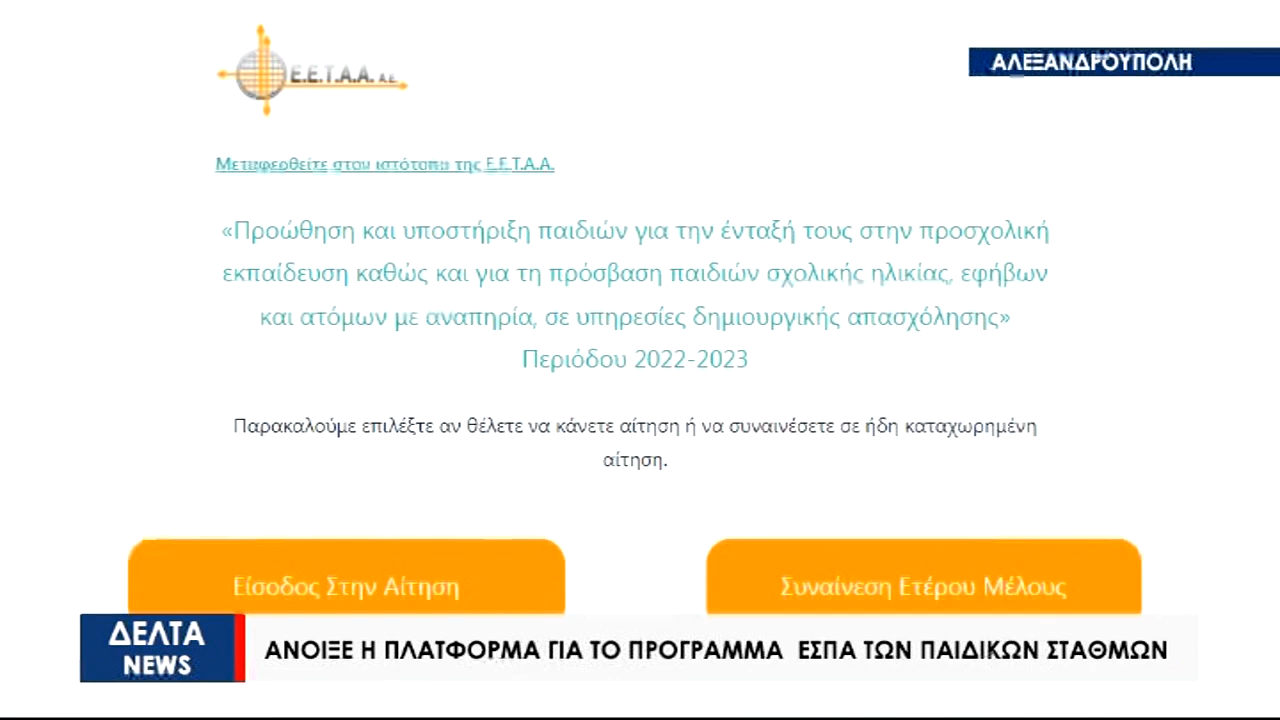 Ε.Ε.Τ.Α.Α. Α.Ε.
ΑΛΕΞΑΝΔΡΟΥΠΟΛΗ
Μεταφερθείτε στον ιστότοπο της Ε.Ε.Τ.Α.Α.
«Προώθηση και υποστήριξη παιδιών για την ένταξή τους στην προσχολική
εκπαίδευση καθώς και για τη πρόσβαση παιδιών σχολικής ηλικίας, εφήβων
και ατόμων με αναπηρία, σε υπηρεσίες δημιουργικής απασχόλησης»
Περιόδου 2022-2023
Παρακαλούμε επιλέξτε αν θέλετε να κάνετε αίτηση ή να συναινέσετε σε ήδη καταχωρημένη
αίτηση.
Είσοδος Στην Αίτηση
Συναίνεση Ετέρου Μέλους
ΔΕΛΤΑ
NEWS
ΑΝΟΙΞΕ Η ΠΛΑΤΦΟΡΜΑ ΓΙΑ ΤΟ ΠΡΟΓΡΑΜΜΑ ΕΣΠΑ ΤΩΝ ΠΑΙΔΙΚΩΝ ΣΤΑΘΜΩΝ